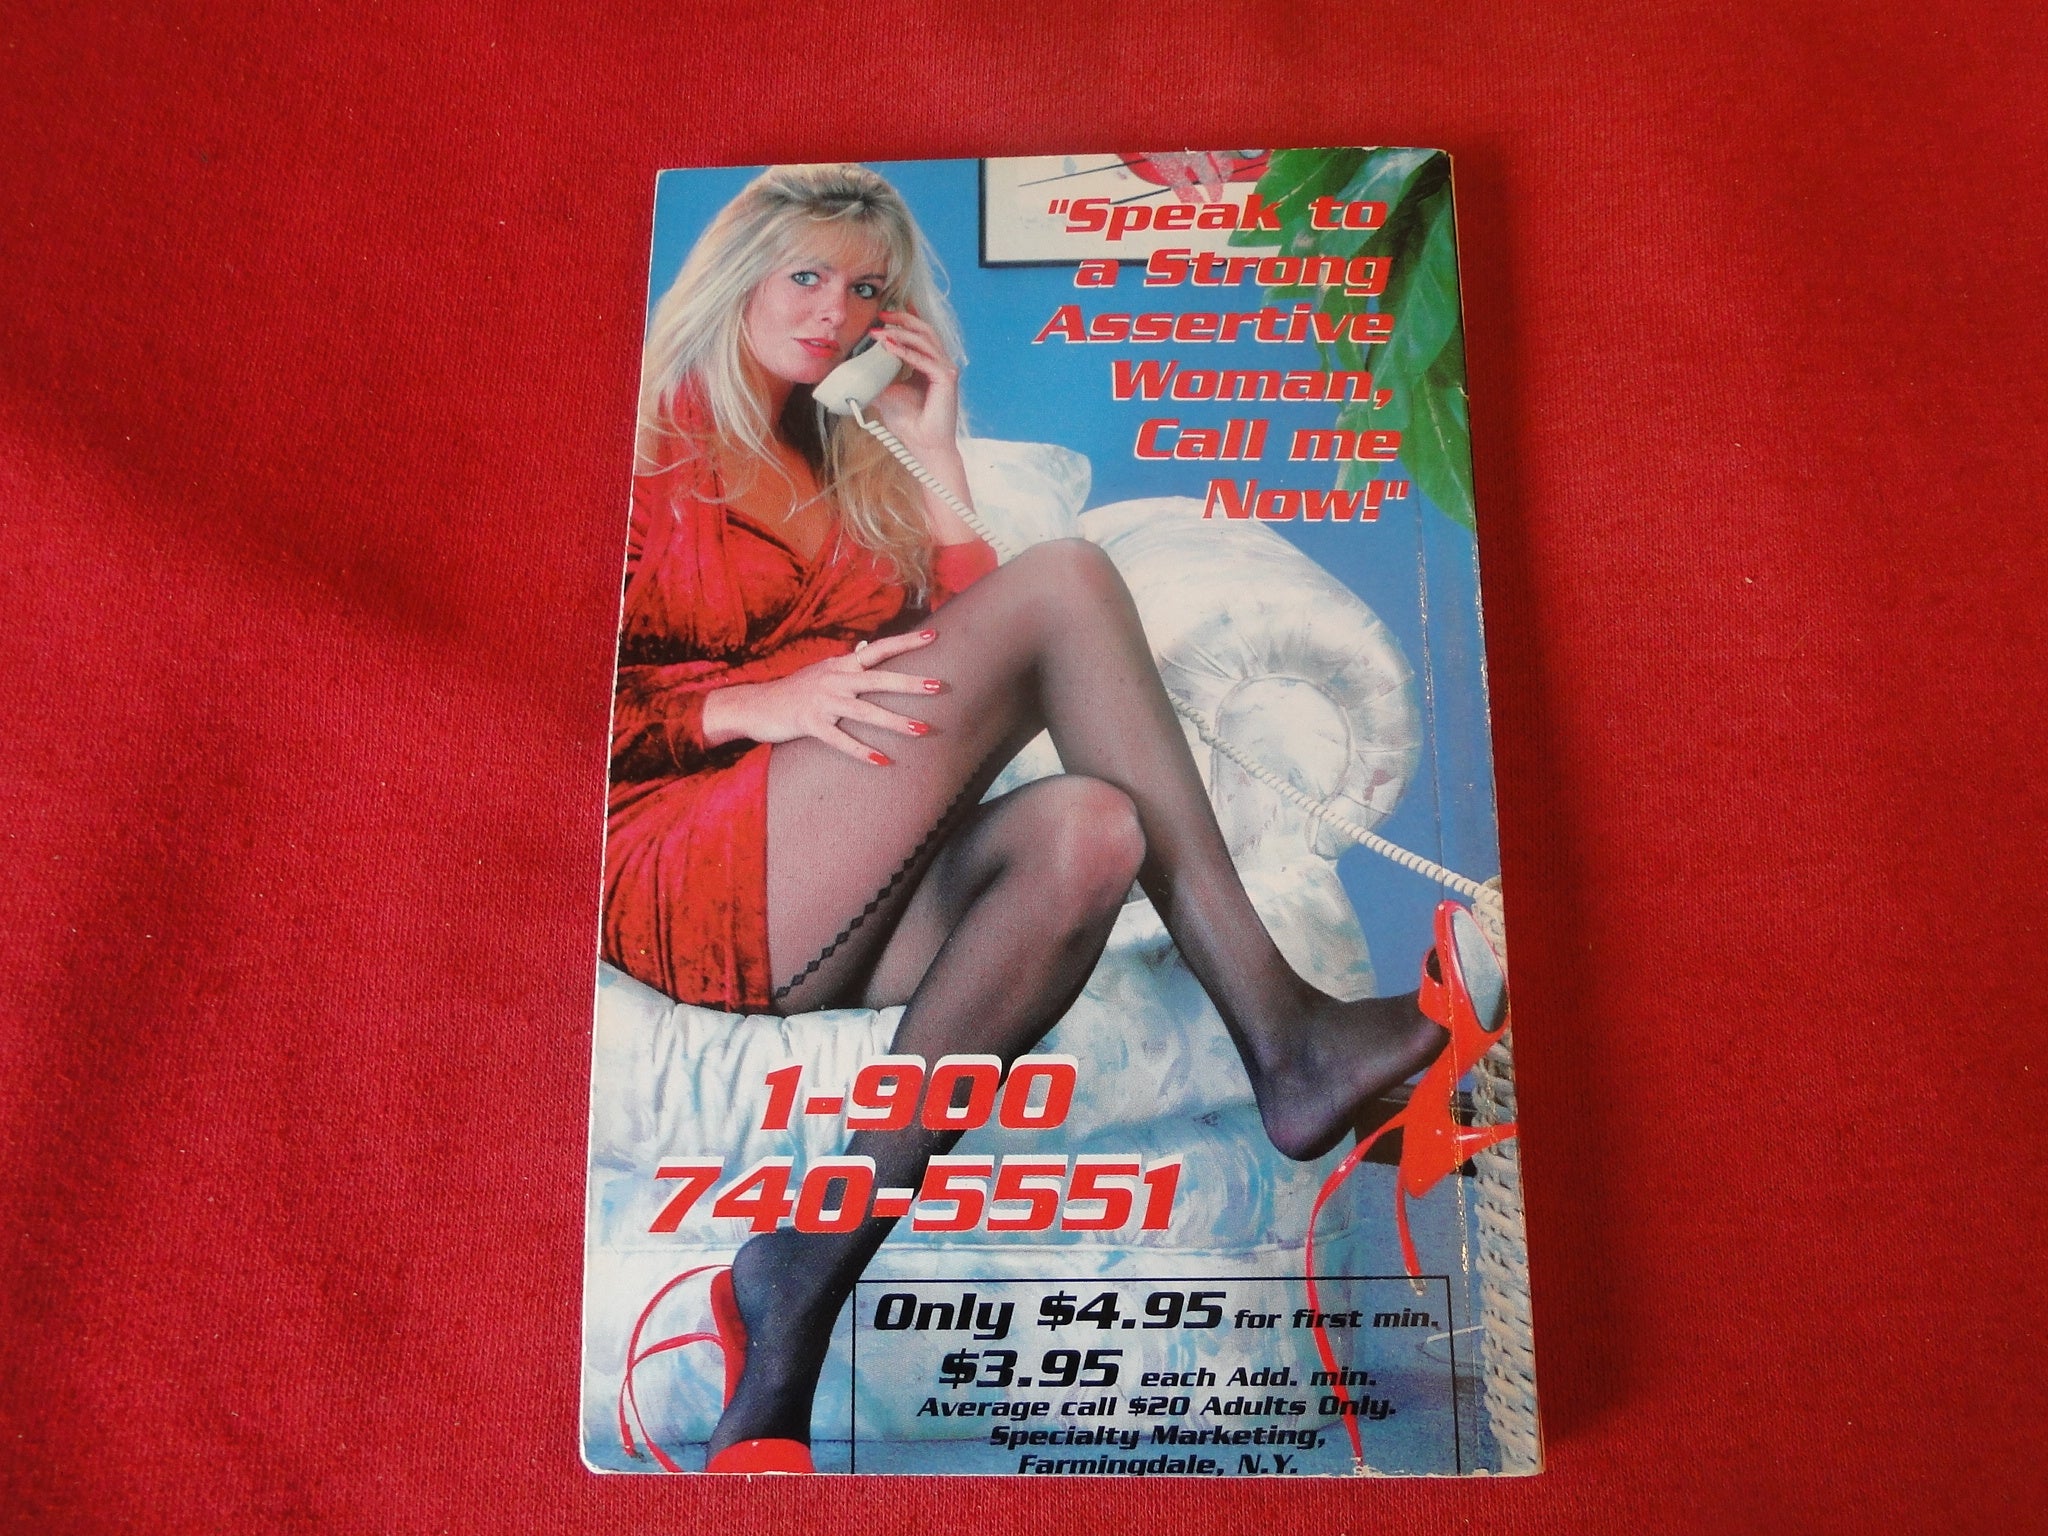 "Speak to
a Strong
Assertive
Woman,
Call me
Now!"
1-900
740-5551
Only $4.95 for first min.
$3.95 each Add. min.
Average call $20 Adults Only.
Specialty Marketing,
Farmingdale, N.Y.